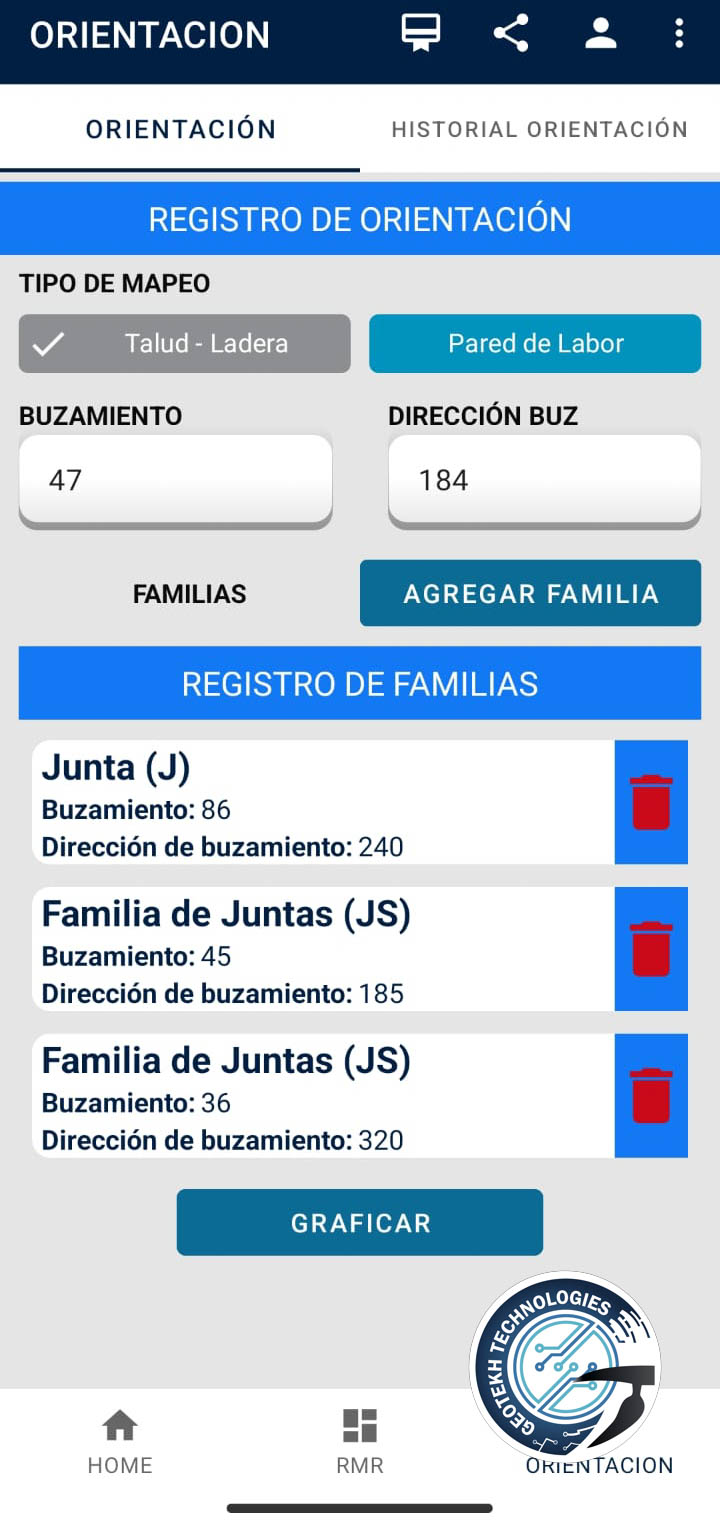 ORIENTACION
ORIENTACIÓN HISTORIAL ORIENTACIÓN
REGISTRO DE ORIENTACIÓN
TIPO DE MAPEO
Talud - Ladera Pared de Labor
BUZAMIENTO DIRECCIÓN BUZ
47 184
FAMILIAS AGREGAR FAMILIA
REGISTRO DE FAMILIAS
Junta (J)
Buzamiento: 86
Dirección de buzamiento: 240
Familia de Juntas (JS)
Buzamiento: 45
Dirección de buzamiento: 185
Familia de Juntas (JS)
Buzamiento: 36
Dirección de buzamiento: 320
GRAFICAR
GEOTEKH TECHNOLOGIES
HOME RMR ORIENTACION